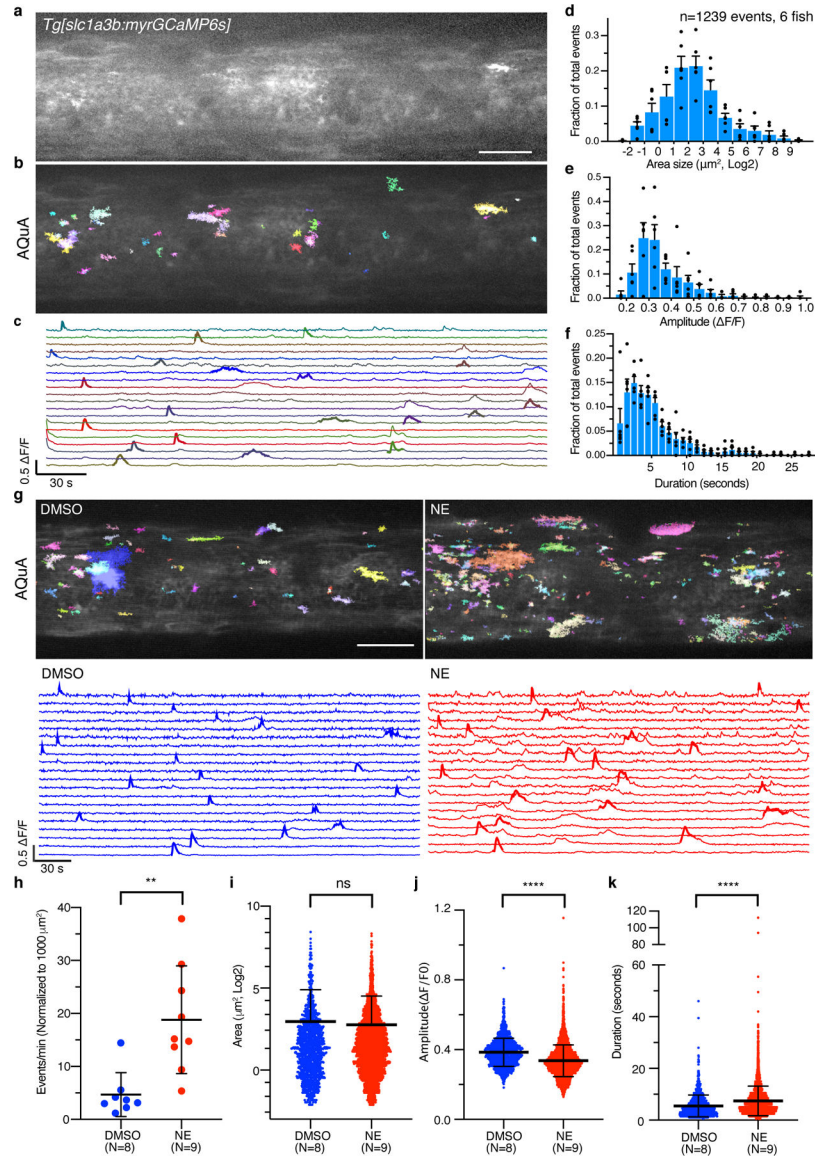 a
Tg[slc1a3b:myrGCaMP6s]
b
AQuA
c
0.5 ΔF/F
30 s
d
n=1239 events, 6 fish
Fraction of total events
0.3
0.2
0.1
0.0
-2 -1 0 1 2 3 4 5 6 7 8 9
Area size (µm², Log2)
e
Fraction of total events
0.5
0.4
0.3
0.2
0.1
0.0
0.2 0.3 0.4 0.5 0.6 0.7 0.8 0.9 1.0
Amplitude (ΔF/F)
f
Fraction of total events
0.25
0.20
0.15
0.10
0.05
0.00
5 10 15 20 25
Duration (seconds)
g
DMSO
NE
AQuA
DMSO
NE
0.5 ΔF/F
30 s
h
**
Events/min (Normalized to 1000 µm²)
40
30
20
10
0
DMSO
(N=8)
NE
(N=9)
i
ns
Area (µm², Log2)
10
5
0
DMSO
(N=8)
NE
(N=9)
j
****
Amplitude(ΔF/F0)
1.2
0.8
0.4
0.0
DMSO
(N=8)
NE
(N=9)
k
****
Duration (seconds)
120
100
80
60
40
20
0
DMSO
(N=8)
NE
(N=9)